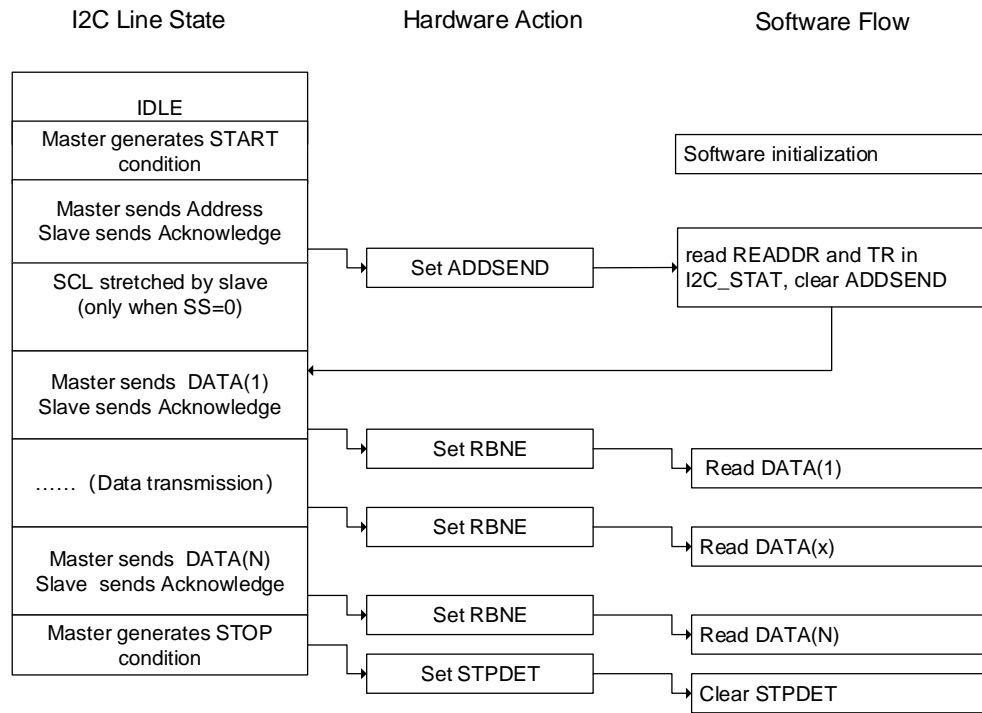 I2C Line State
Hardware Action
Software Flow
IDLE
Master generates START
condition
Software initialization
Master sends Address
Slave sends Acknowledge
Set ADDSEND
read READDR and TR in
I2C_STAT, clear ADDSEND
SCL stretched by slave
(only when SS=0)
Master sends DATA(1)
Slave sends Acknowledge
Set RBNE
Read DATA(1)
…… (Data transmission)
Set RBNE
Read DATA(x)
Master sends DATA(N)
Slave sends Acknowledge
Set RBNE
Read DATA(N)
Master generates STOP
condition
Set STPDET
Clear STPDET